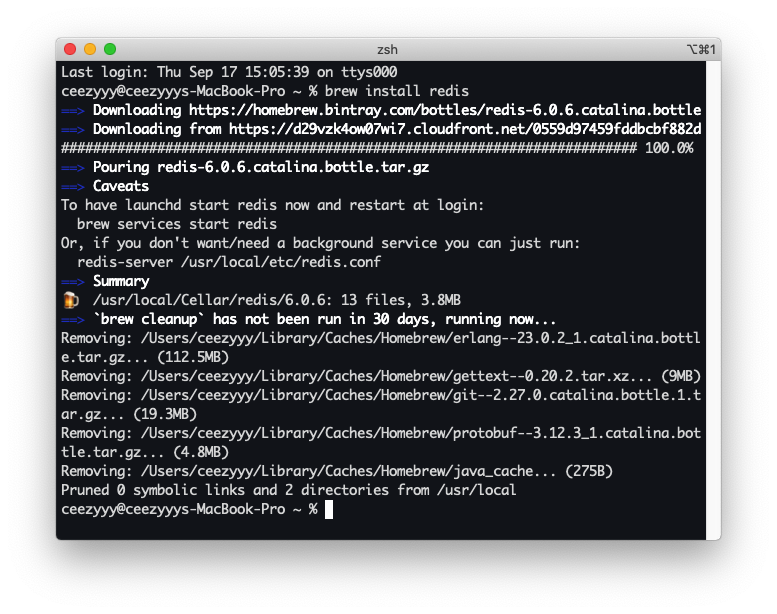 zsh
⌥⌘1
Last login: Thu Sep 17 15:05:39 on ttys000
ceezyyy@ceezyyys-MacBook-Pro ~ % brew install redis
==> Downloading https://homebrew.bintray.com/bottles/redis-6.0.6.catalina.bottle
==> Downloading from https://d29vzk4ow07wi7.cloudfront.net/0559d97459fddbcbf882d
######################################################################## 100.0%
==> Pouring redis-6.0.6.catalina.bottle.tar.gz
==> Caveats
To have launchd start redis now and restart at login:
  brew services start redis
Or, if you don't want/need a background service you can just run:
  redis-server /usr/local/etc/redis.conf
==> Summary
🍺  /usr/local/Cellar/redis/6.0.6: 13 files, 3.8MB
==> `brew cleanup` has not been run in 30 days, running now...
Removing: /Users/ceezyyy/Library/Caches/Homebrew/erlang--23.0.2_1.catalina.bottl
e.tar.gz... (112.5MB)
Removing: /Users/ceezyyy/Library/Caches/Homebrew/gettext--0.20.2.tar.xz... (9MB)
Removing: /Users/ceezyyy/Library/Caches/Homebrew/git--2.27.0.catalina.bottle.1.t
ar.gz... (19.3MB)
Removing: /Users/ceezyyy/Library/Caches/Homebrew/protobuf--3.12.3_1.catalina.bot
tle.tar.gz... (4.8MB)
Removing: /Users/ceezyyy/Library/Caches/Homebrew/java_cache... (275B)
Pruned 0 symbolic links and 2 directories from /usr/local
ceezyyy@ceezyyys-MacBook-Pro ~ %